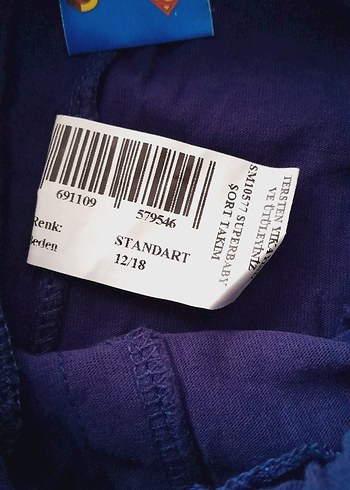 691109
579546
Renk: STANDART
Beden 12/18
SM10577 SUPERBABY
ŞORT TAKIM
TERSTEN YIKAYINIZ
VE ÜTÜLEYİNİZ